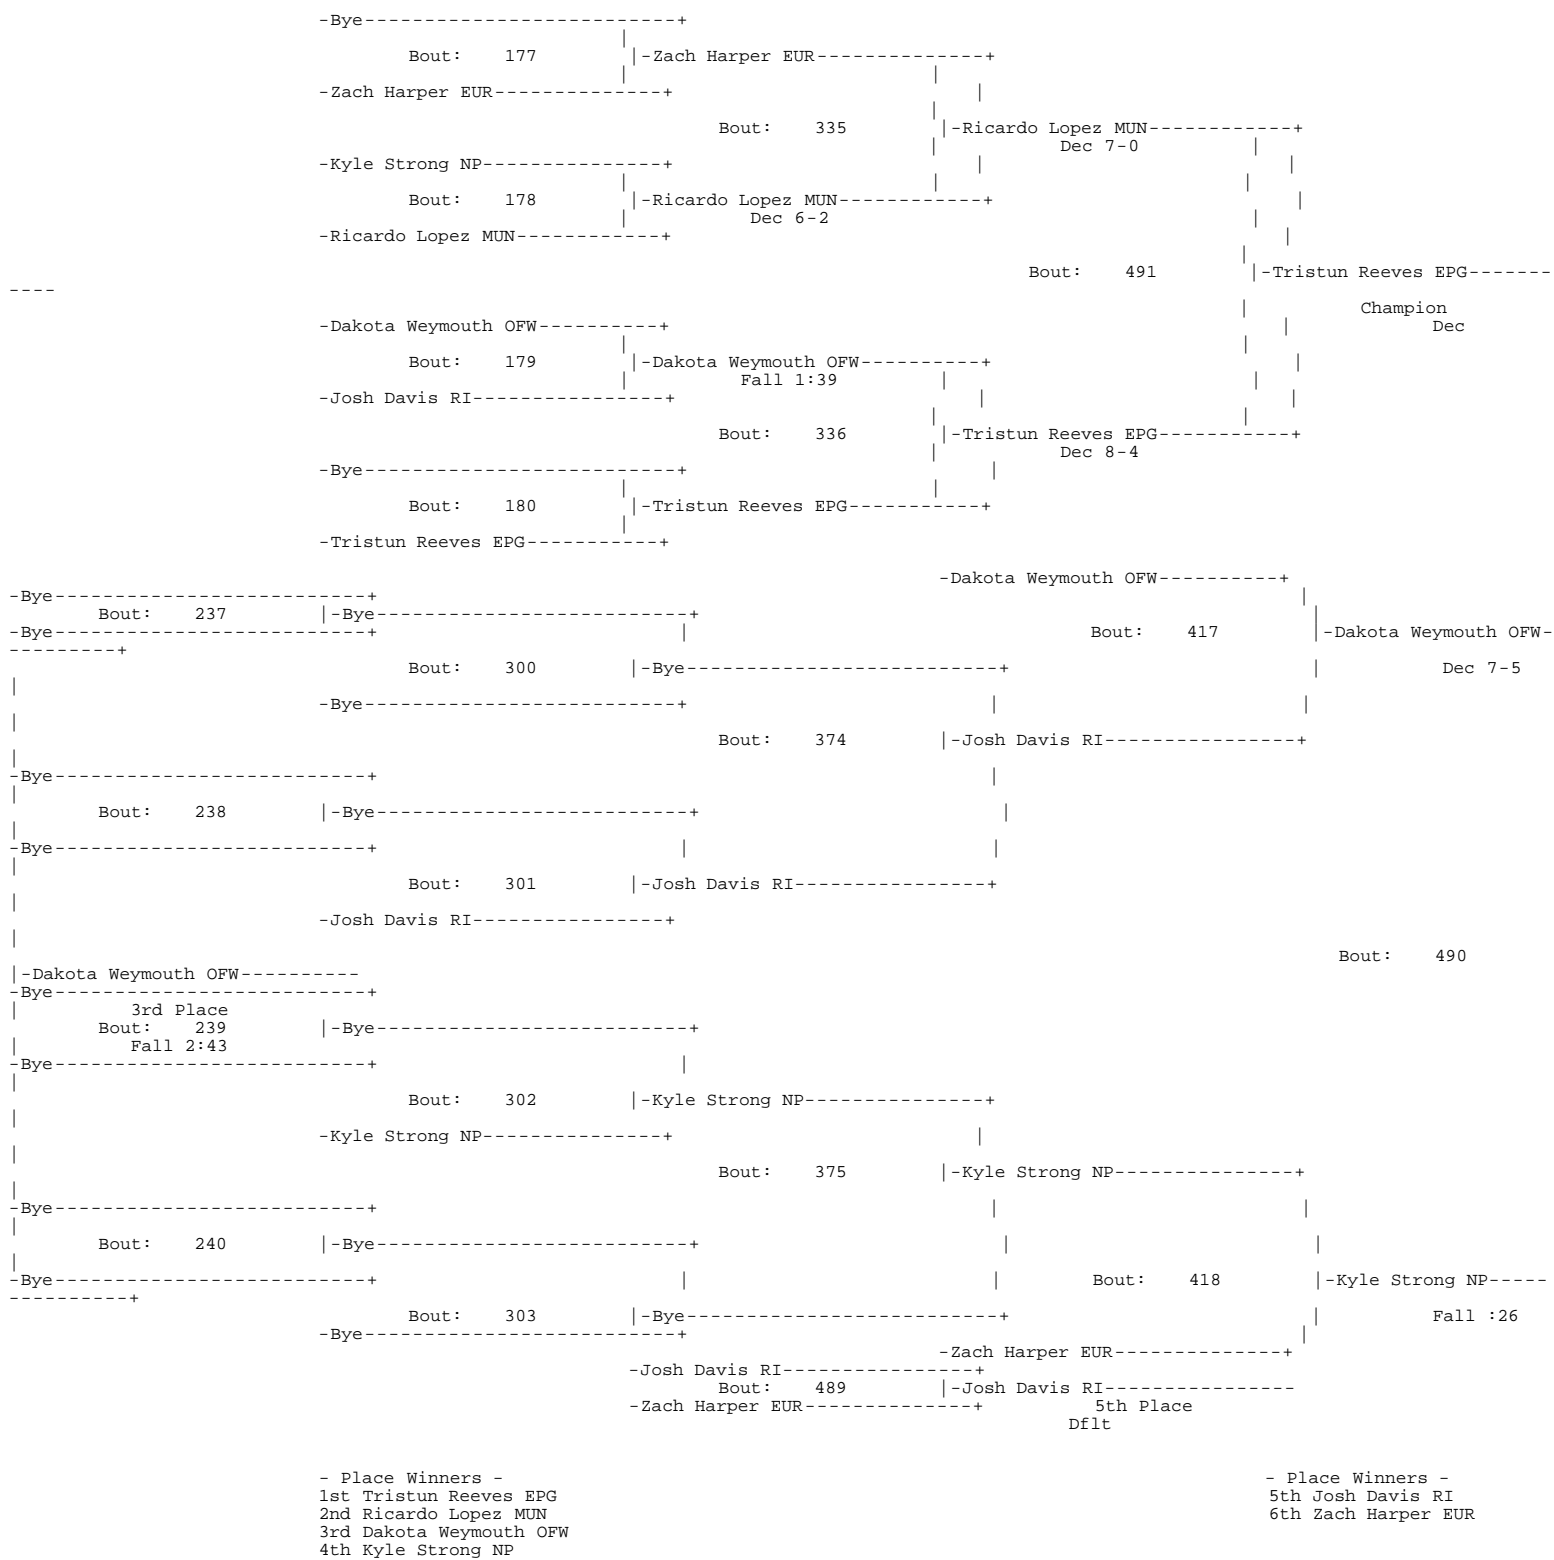 -Bye--------------------------+
|
Bout: 177 |-Zach Harper EUR--------------+
| |
-Zach Harper EUR--------------+ |
|
Bout: 335 |-Ricardo Lopez MUN------------+
| Dec 7-0 |
-Kyle Strong NP---------------+ | |
| | |
Bout: 178 |-Ricardo Lopez MUN------------+ |
| Dec 6-2 |
-Ricardo Lopez MUN------------+ |
|
Bout: 491 |-Tristun Reeves EPG-------
----
| Champion
-Dakota Weymouth OFW----------+ | Dec
| |
Bout: 179 |-Dakota Weymouth OFW----------+ |
| Fall 1:39 | |
-Josh Davis RI----------------+ | |
| |
Bout: 336 |-Tristun Reeves EPG-----------+
| Dec 8-4
-Bye--------------------------+ |
| |
Bout: 180 |-Tristun Reeves EPG-----------+
|
-Tristun Reeves EPG-----------+
-Dakota Weymouth OFW----------+
-Bye--------------------------+ |
Bout: 237 |-Bye--------------------------+ |
-Bye--------------------------+ | Bout: 417 |-Dakota Weymouth OFW-
---------+
Bout: 300 |-Bye--------------------------+ | Dec 7-5
|
-Bye--------------------------+ | |
|
Bout: 374 |-Josh Davis RI----------------+
|
-Bye--------------------------+ |
|
Bout: 238 |-Bye--------------------------+ |
|
-Bye--------------------------+ | |
|
Bout: 301 |-Josh Davis RI----------------+
|
-Josh Davis RI----------------+
|
Bout: 490
|-Dakota Weymouth OFW----------
-Bye--------------------------+
| 3rd Place
Bout: 239 |-Bye--------------------------+
| Fall 2:43
-Bye--------------------------+ |
|
Bout: 302 |-Kyle Strong NP---------------+
|
-Kyle Strong NP---------------+ |
|
Bout: 375 |-Kyle Strong NP---------------+
|
-Bye--------------------------+ | |
|
Bout: 240 |-Bye--------------------------+ | |
|
-Bye--------------------------+ | | Bout: 418 |-Kyle Strong NP-----
----------+
Bout: 303 |-Bye--------------------------+ | Fall :26
-Bye--------------------------+ |
-Zach Harper EUR--------------+
-Josh Davis RI----------------+
Bout: 489 |-Josh Davis RI----------------
-Zach Harper EUR--------------+ 5th Place
Dflt
- Place Winners - - Place Winners -
1st Tristun Reeves EPG 5th Josh Davis RI
2nd Ricardo Lopez MUN 6th Zach Harper EUR
3rd Dakota Weymouth OFW
4th Kyle Strong NP